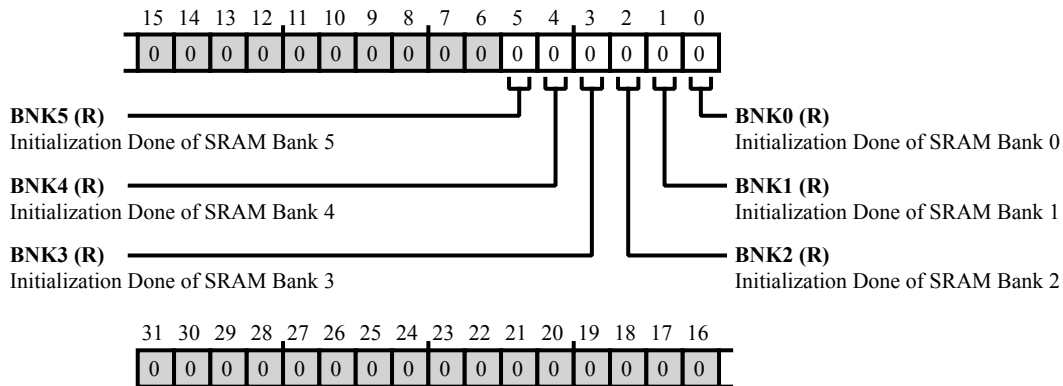 15 14 13 12 11 10 9 8 7 6 5 4 3 2 1 0
0 0 0 0 0 0 0 0 0 0 0 0 0 0 0 0
BNK5 (R)
Initialization Done of SRAM Bank 5
BNK0 (R)
Initialization Done of SRAM Bank 0
BNK4 (R)
Initialization Done of SRAM Bank 4
BNK1 (R)
Initialization Done of SRAM Bank 1
BNK3 (R)
Initialization Done of SRAM Bank 3
BNK2 (R)
Initialization Done of SRAM Bank 2
31 30 29 28 27 26 25 24 23 22 21 20 19 18 17 16
0 0 0 0 0 0 0 0 0 0 0 0 0 0 0 0